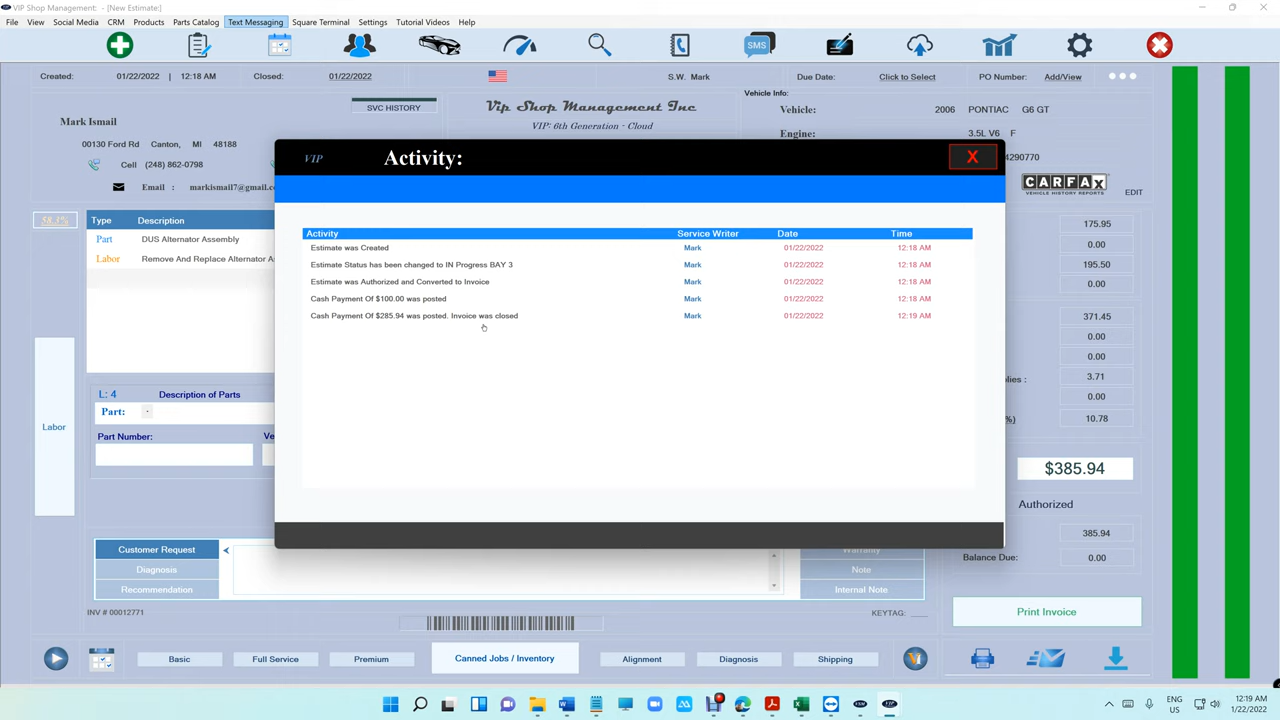 VIP Shop Management: - [New Estimate:]
File View Social Media CRM Products Parts Catalog Text Messaging Square Terminal Settings Tutorial Videos Help
SMS
Created: 01/22/2022 | 12:18 AM Closed: 01/22/2022 S.W. Mark Due Date: Click to Select PO Number: Add/View
SVC HISTORY
Vip Shop Management Inc
VIP: 6th Generation - Cloud
Vehicle Info:
Vehicle: 2006 PONTIAC G6 GT
Engine: 3.5L V6 F
4290770
CARFAX
VEHICLE HISTORY REPORTS
EDIT
Mark Ismail
00130 Ford Rd Canton, MI 48188
Cell (248) 862-0798
Email : markismail7@gmail.c
58.1%
Type Description
Part DUS Alternator Assembly
Labor Remove And Replace Alternator As
VIP Activity: X
Activity Service Writer Date Time
Estimate was Created Mark 01/22/2022 12:18 AM
Estimate Status has been changed to IN Progress BAY 3 Mark 01/22/2022 12:18 AM
Estimate was Authorized and Converted to Invoice Mark 01/22/2022 12:18 AM
Cash Payment Of $100.00 was posted Mark 01/22/2022 12:18 AM
Cash Payment Of $285.94 was posted. Invoice was closed Mark 01/22/2022 12:19 AM
175.95
0.00
195.50
0.00
371.45
0.00
0.00
plies : 3.71
0.00
%) 10.78
$385.94
Authorized
385.94
Balance Due: 0.00
Print Invoice
Labor
L: 4 Description of Parts
Part: -
Part Number: Ve
Customer Request
Diagnosis
Recommendation
Warranty
Note
Internal Note
INV # 00012771
KEYTAG: ___
Basic Full Service Premium Canned Jobs / Inventory Alignment Diagnosis Shipping
ENG
US
12:19 AM
1/22/2022